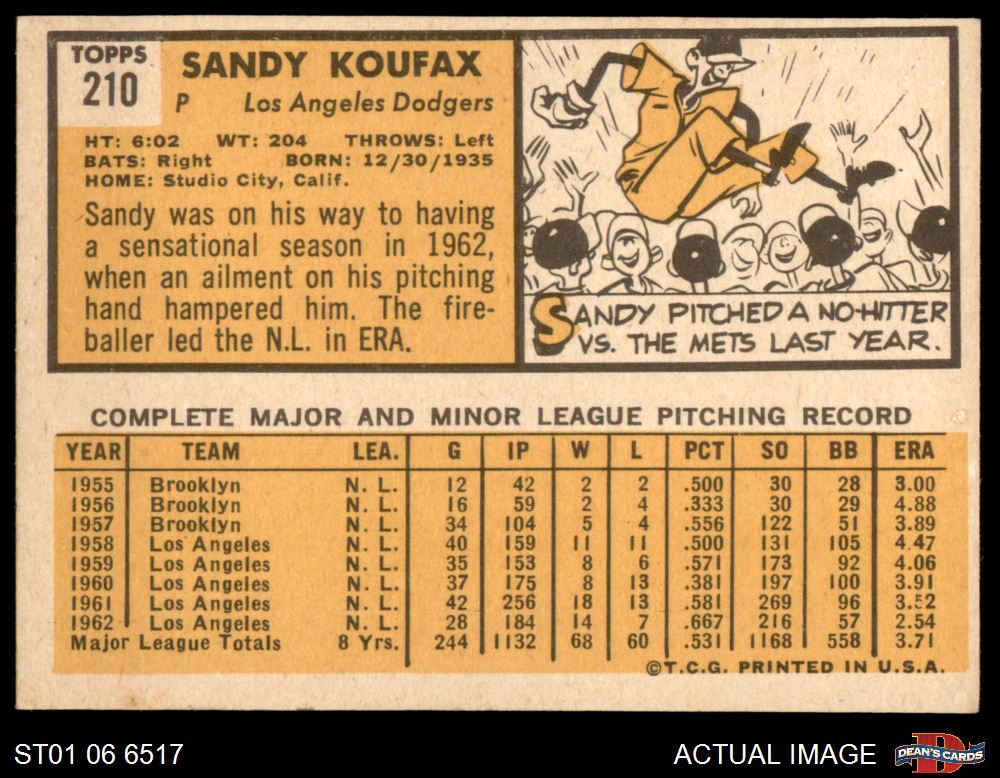 TOPPS
210
SANDY KOUFAX
P Los Angeles Dodgers
HT: 6:02 WT: 204 THROWS: Left
BATS: Right BORN: 12/30/1935
HOME: Studio City, Calif.
Sandy was on his way to having
a sensational season in 1962,
when an ailment on his pitching
hand hampered him. The fire-
baller led the N.L. in ERA.
SANDY PITCHED A NO-HITTER
VS. THE METS LAST YEAR.
COMPLETE MAJOR AND MINOR LEAGUE PITCHING RECORD
YEAR TEAM LEA. G IP W L PCT SO BB ERA
1955 Brooklyn N. L. 12 42 2 2 .500 30 28 3.00
1956 Brooklyn N. L. 16 59 2 4 .333 30 29 4.88
1957 Brooklyn N. L. 34 104 5 4 .556 122 51 3.89
1958 Los Angeles N. L. 40 159 11 11 .500 131 105 4.47
1959 Los Angeles N. L. 35 153 8 6 .571 173 92 4.06
1960 Los Angeles N. L. 37 175 8 13 .381 197 100 3.91
1961 Los Angeles N. L. 42 256 18 13 .581 269 96 3.52
1962 Los Angeles N. L. 28 184 14 7 .667 216 57 2.54
Major League Totals 8 Yrs. 244 1132 68 60 .531 1168 558 3.71
©T.C.G. PRINTED IN U.S.A.
ST01 06 6517
ACTUAL IMAGE
DEAN'S CARDS